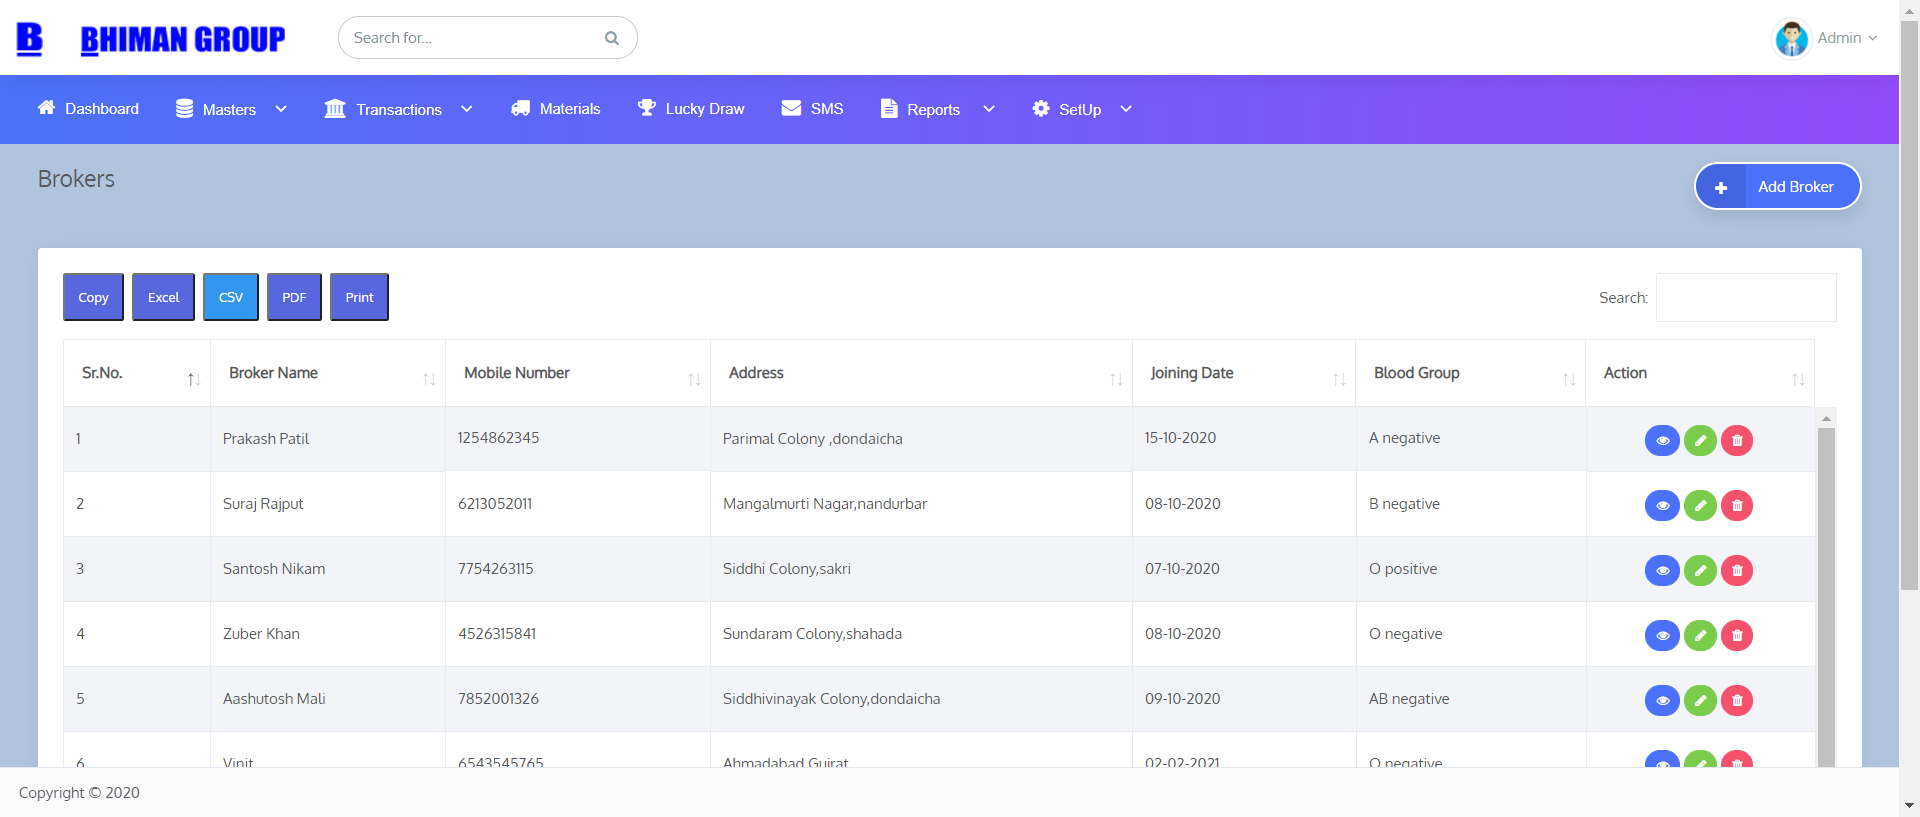 B BHIMAN GROUP Search for... Admin
Dashboard Masters Transactions Materials Lucky Draw SMS Reports SetUp
Brokers Add Broker
Copy Excel CSV PDF Print Search:
Sr.No. Broker Name Mobile Number Address Joining Date Blood Group Action
1 Prakash Patil 1254862345 Parimal Colony ,dondaicha 15-10-2020 A negative
2 Suraj Rajput 6213052011 Mangalmurti Nagar,nandurbar 08-10-2020 B negative
3 Santosh Nikam 7754263115 Siddhi Colony,sakri 07-10-2020 O positive
4 Zuber Khan 4526315841 Sundaram Colony,shahada 08-10-2020 O negative
5 Aashutosh Mali 7852001326 Siddhivinayak Colony,dondaicha 09-10-2020 AB negative
6 Vinit 6543545765 Ahmadabad Gujrat 02-02-2021 O negative
Copyright © 2020